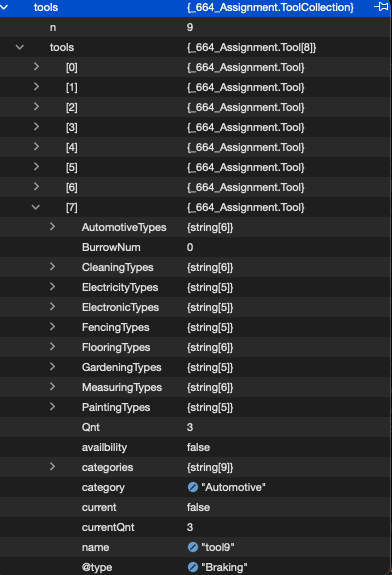 tools {_664_Assignment.ToolCollection}
n 9
tools {_664_Assignment.Tool[8]}
[0] {_664_Assignment.Tool}
[1] {_664_Assignment.Tool}
[2] {_664_Assignment.Tool}
[3] {_664_Assignment.Tool}
[4] {_664_Assignment.Tool}
[5] {_664_Assignment.Tool}
[6] {_664_Assignment.Tool}
[7] {_664_Assignment.Tool}
AutomotiveTypes {string[6]}
BurrowNum 0
CleaningTypes {string[6]}
ElectricityTypes {string[5]}
ElectronicTypes {string[5]}
FencingTypes {string[5]}
FlooringTypes {string[6]}
GardeningTypes {string[5]}
MeasuringTypes {string[6]}
PaintingTypes {string[5]}
Qnt 3
availbility false
categories {string[9]}
category "Automotive"
current false
currentQnt 3
name "tool9"
@type "Braking"